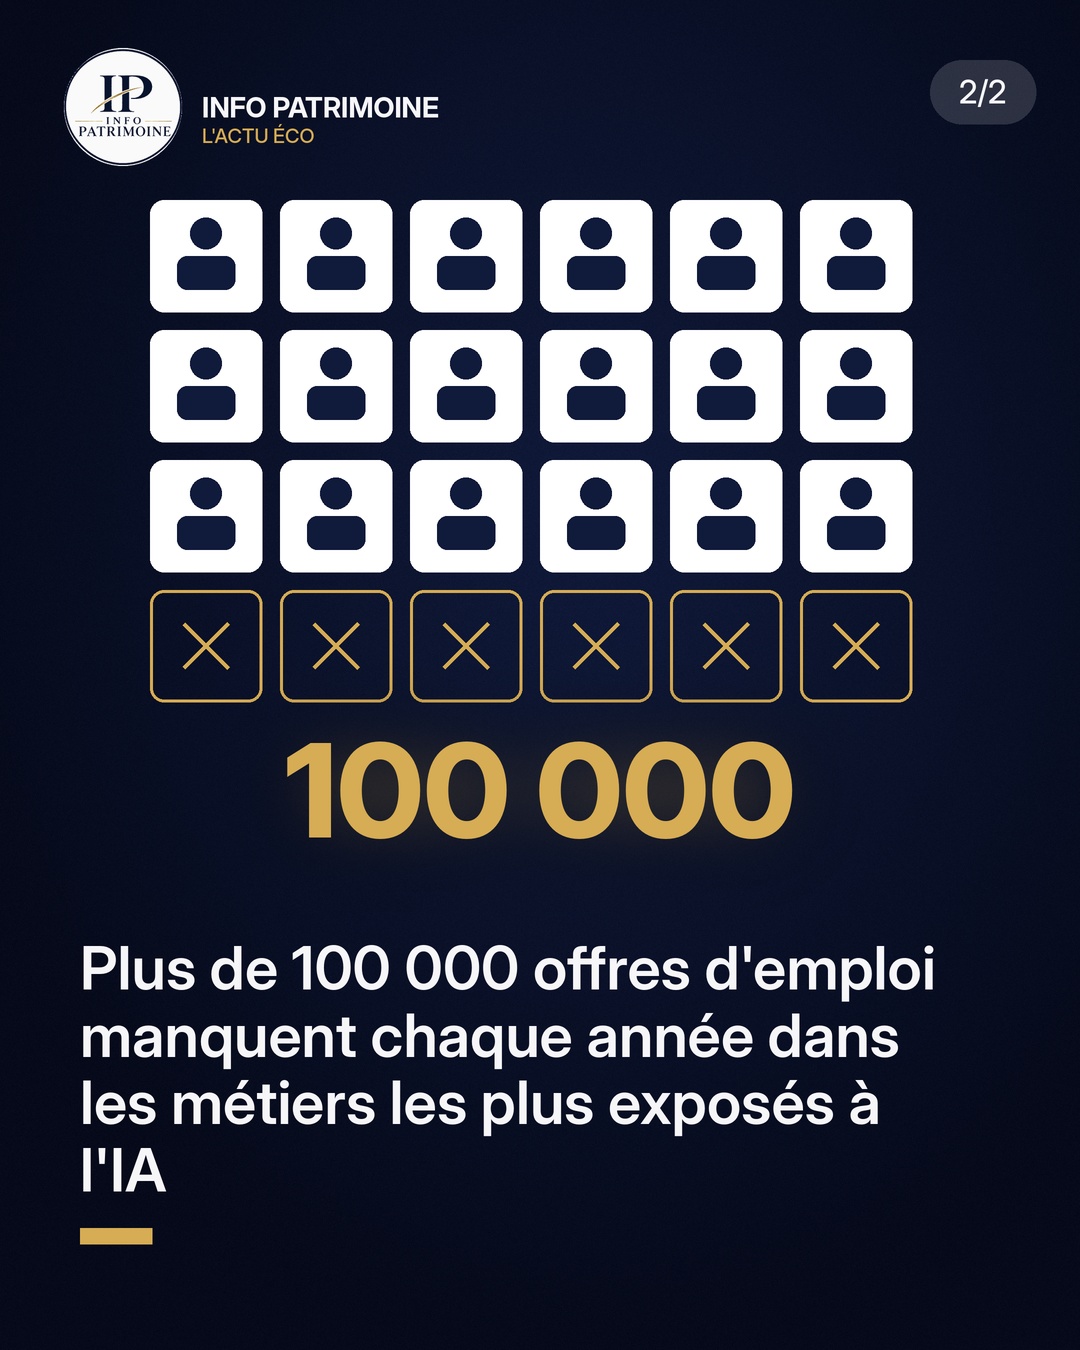 IP
INFO
PATRIMOINE
INFO PATRIMOINE
L'ACTU ÉCO
2/2
100 000
Plus de 100 000 offres d'emploi
manquent chaque année dans
les métiers les plus exposés à
l'IA